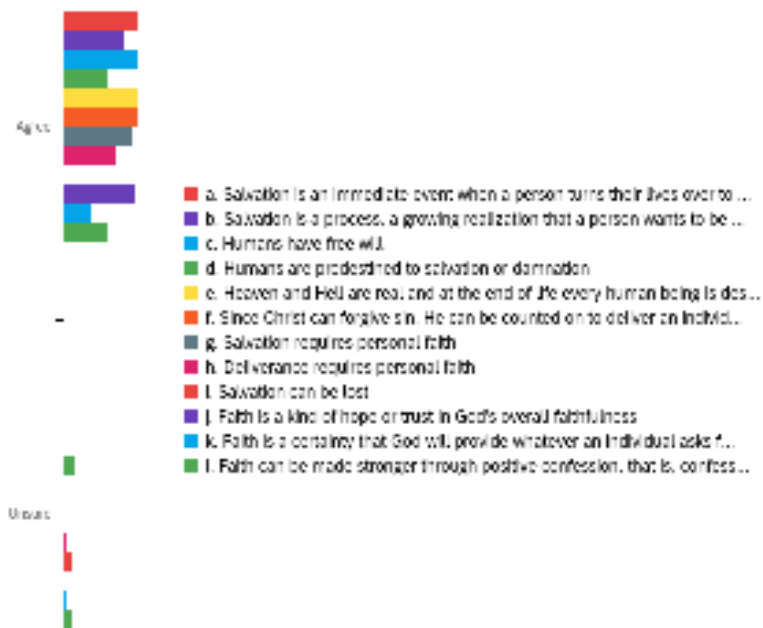 Agree
a. Salvation is an immediate event when a person turns their lives over to ...
b. Salvation is a process, a growing realization that a person wants to be ...
c. Humans have free will
d. Humans are predestined to salvation or damnation
e. Heaven and Hell are real and at the end of life every human being is des...
f. Since Christ can forgive sin, He can be counted on to deliver an individ...
g. Salvation requires personal faith
h. Deliverance requires personal faith
i. Salvation can be lost
j. Faith is a kind of hope or trust in God's overall faithfulness
k. Faith is a certainty that God will provide whatever an individual asks f...
l. Faith can be made stronger through positive confession, that is, confess...
Unsure